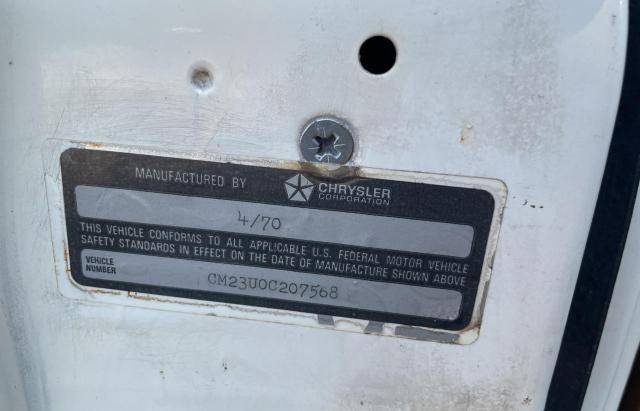 MANUFACTURED BY CHRYSLER CORPORATION
4/70
THIS VEHICLE CONFORMS TO ALL APPLICABLE U.S. FEDERAL MOTOR VEHICLE
SAFETY STANDARDS IN EFFECT ON THE DATE OF MANUFACTURE SHOWN ABOVE
VEHICLE NUMBER CM23U0C207568